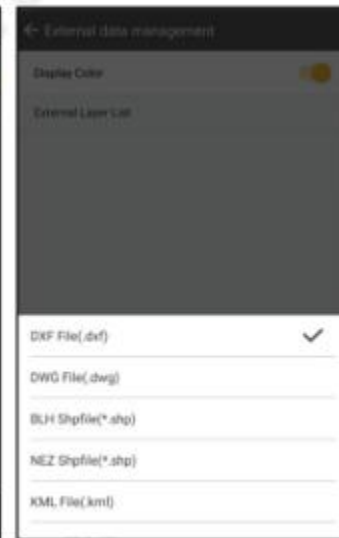 ← External data management
Display Color
External Layer List
DXF File(.dxf)
DWG File(.dwg)
BLH Shpfile(*.shp)
NEZ Shpfile(*.shp)
KML File(.kml)